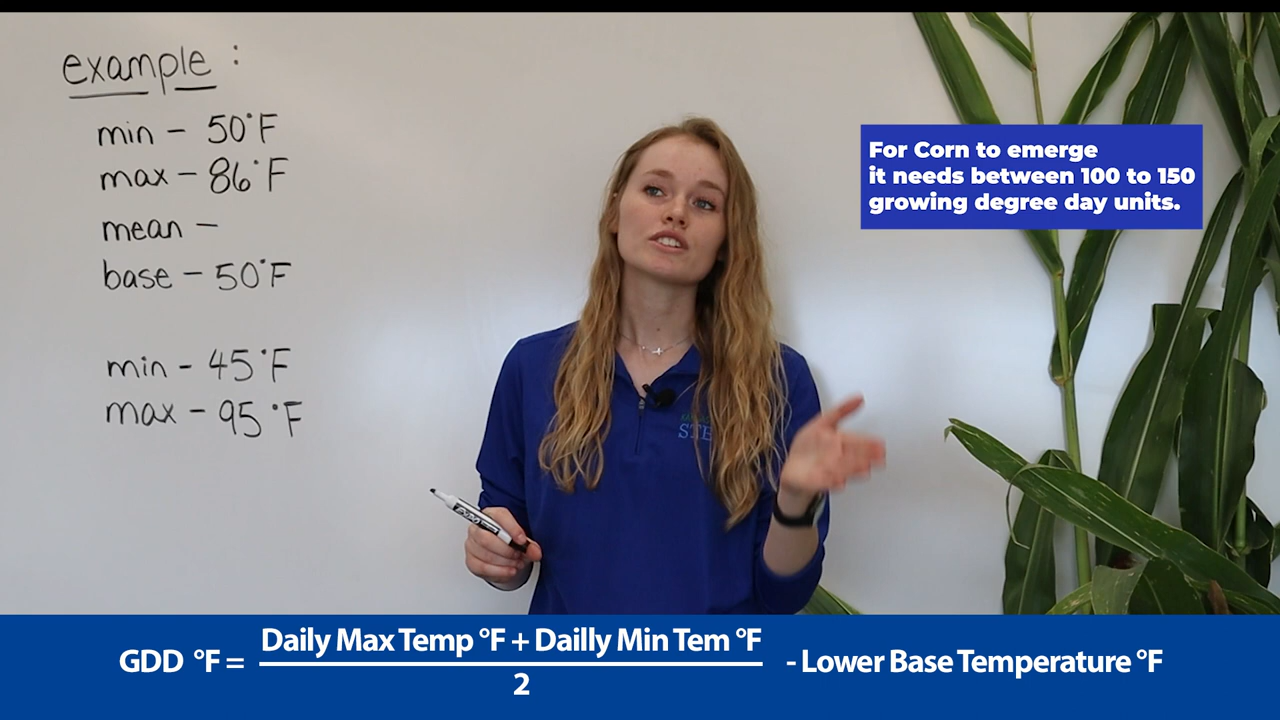 example :
min - 50°F
max - 86°F
mean -
base - 50°F
min - 45°F
max - 95°F
For Corn to emerge
it needs between 100 to 150
growing degree day units.
EXPO
GDD °F = Daily Max Temp °F + Dailly Min Tem °F - Lower Base Temperature °F
2